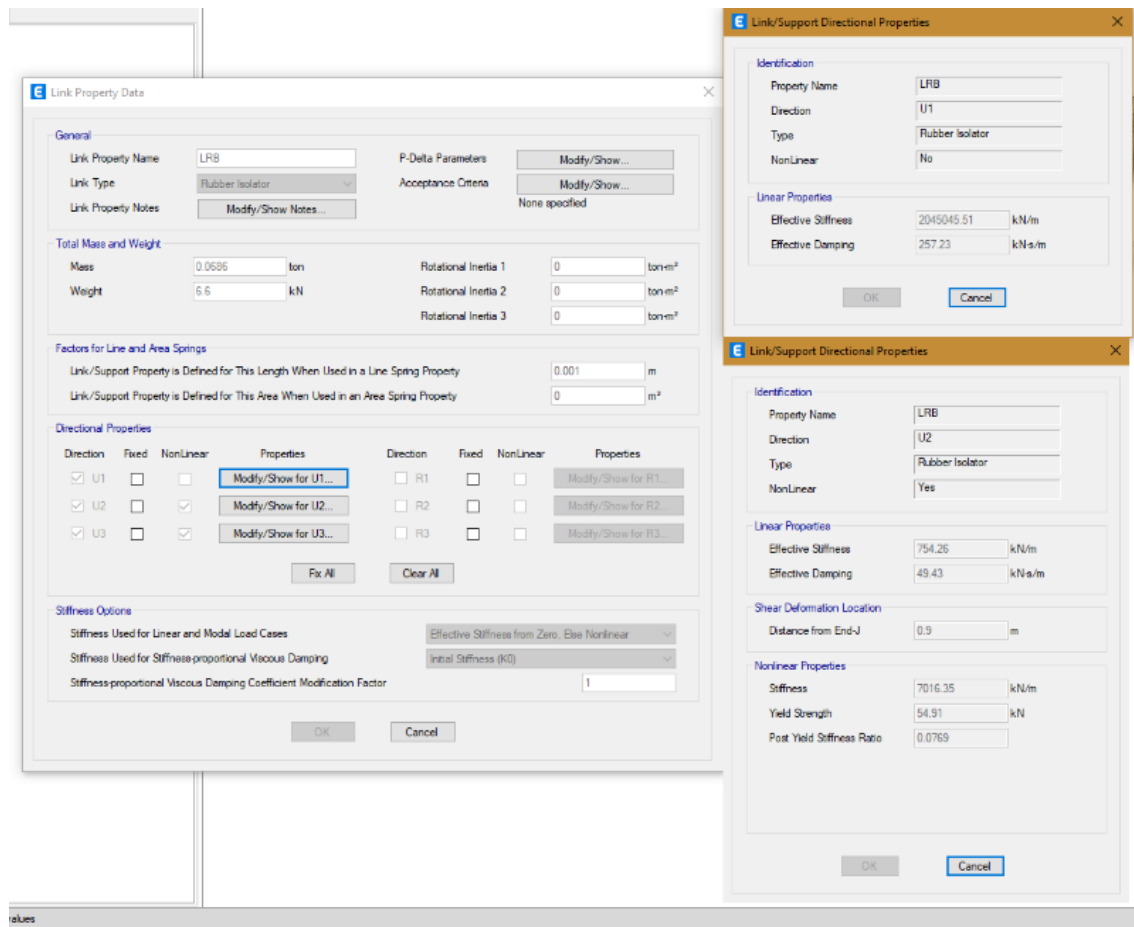 Link Property Data
General
Link Property Name LRB P-Delta Parameters Modify/Show...
Link Type Rubber Isolator Acceptance Criteria Modify/Show...
Link Property Notes Modify/Show Notes... None specified
Total Mass and Weight
Mass 0.0686 ton Rotational Inertia 1 0 ton-m²
Weight 6.6 kN Rotational Inertia 2 0 ton-m²
Rotational Inertia 3 0 ton-m²
Factors for Line and Area Springs
Link/Support Property is Defined for This Length When Used in a Line Spring Property 0.001 m
Link/Support Property is Defined for This Area When Used in an Area Spring Property 0 m²
Directional Properties
Direction Fixed NonLinear Properties Direction Fixed NonLinear Properties
U1 Modify/Show for U1... R1 Modify/Show for R1...
U2 Modify/Show for U2... R2 Modify/Show for R2...
U3 Modify/Show for U3... R3 Modify/Show for R3...
Fix All Clear All
Stiffness Options
Stiffness Used for Linear and Modal Load Cases Effective Stiffness from Zero, Else Nonlinear
Stiffness Used for Stiffness-proportional Viscous Damping Initial Stiffness (K0)
Stiffness-proportional Viscous Damping Coefficient Modification Factor 1
OK Cancel
Link/Support Directional Properties
Identification
Property Name LRB
Direction U1
Type Rubber Isolator
NonLinear No
Linear Properties
Effective Stiffness 2045045.51 kN/m
Effective Damping 257.23 kN-s/m
OK Cancel
Link/Support Directional Properties
Identification
Property Name LRB
Direction U2
Type Rubber Isolator
NonLinear Yes
Linear Properties
Effective Stiffness 754.26 kN/m
Effective Damping 49.43 kN-s/m
Shear Deformation Location
Distance from End-J 0.9 m
Nonlinear Properties
Stiffness 7016.35 kN/m
Yield Strength 54.91 kN
Post Yield Stiffness Ratio 0.0769
OK Cancel
alues